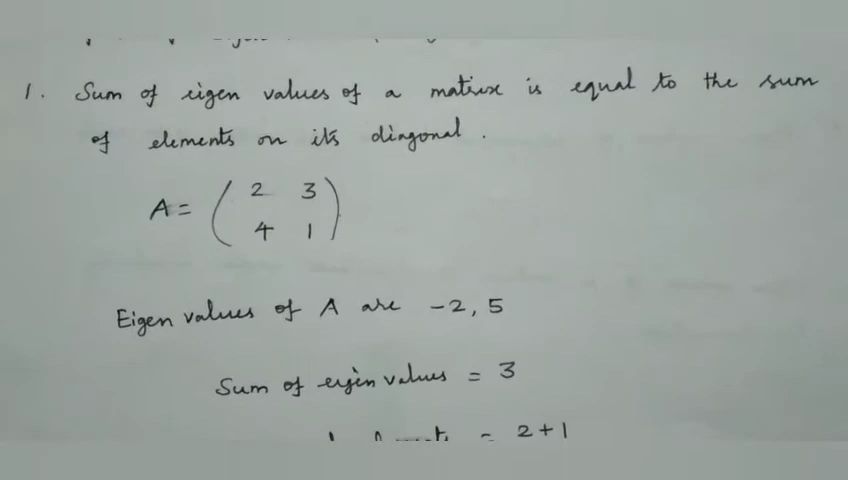 1. Sum of eigen values of a matrix is equal to the sum
of elements on its diagonal.
A = ( 2 3
4 1 )
Eigen values of A are -2, 5
Sum of eigen values = 3
= 2+1